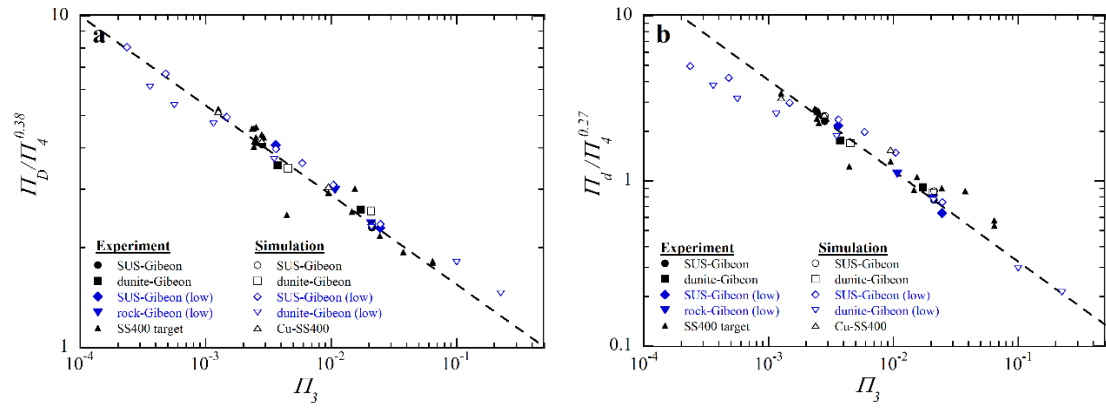 a
10
1
Π_D/Π_4^0.38
Experiment Simulation
SUS-Gibeon SUS-Gibeon
dunite-Gibeon dunite-Gibeon
SUS-Gibeon (low) SUS-Gibeon (low)
rock-Gibeon (low) dunite-Gibeon (low)
SS400 target Cu-SS400
10^-4 10^-3 10^-2 10^-1
Π_3
b
10
1
0.1
Π_d/Π_4^0.27
Experiment Simulation
SUS-Gibeon SUS-Gibeon
dunite-Gibeon dunite-Gibeon
SUS-Gibeon (low) SUS-Gibeon (low)
rock-Gibeon (low) dunite-Gibeon (low)
SS400 target Cu-SS400
10^-4 10^-3 10^-2 10^-1
Π_3